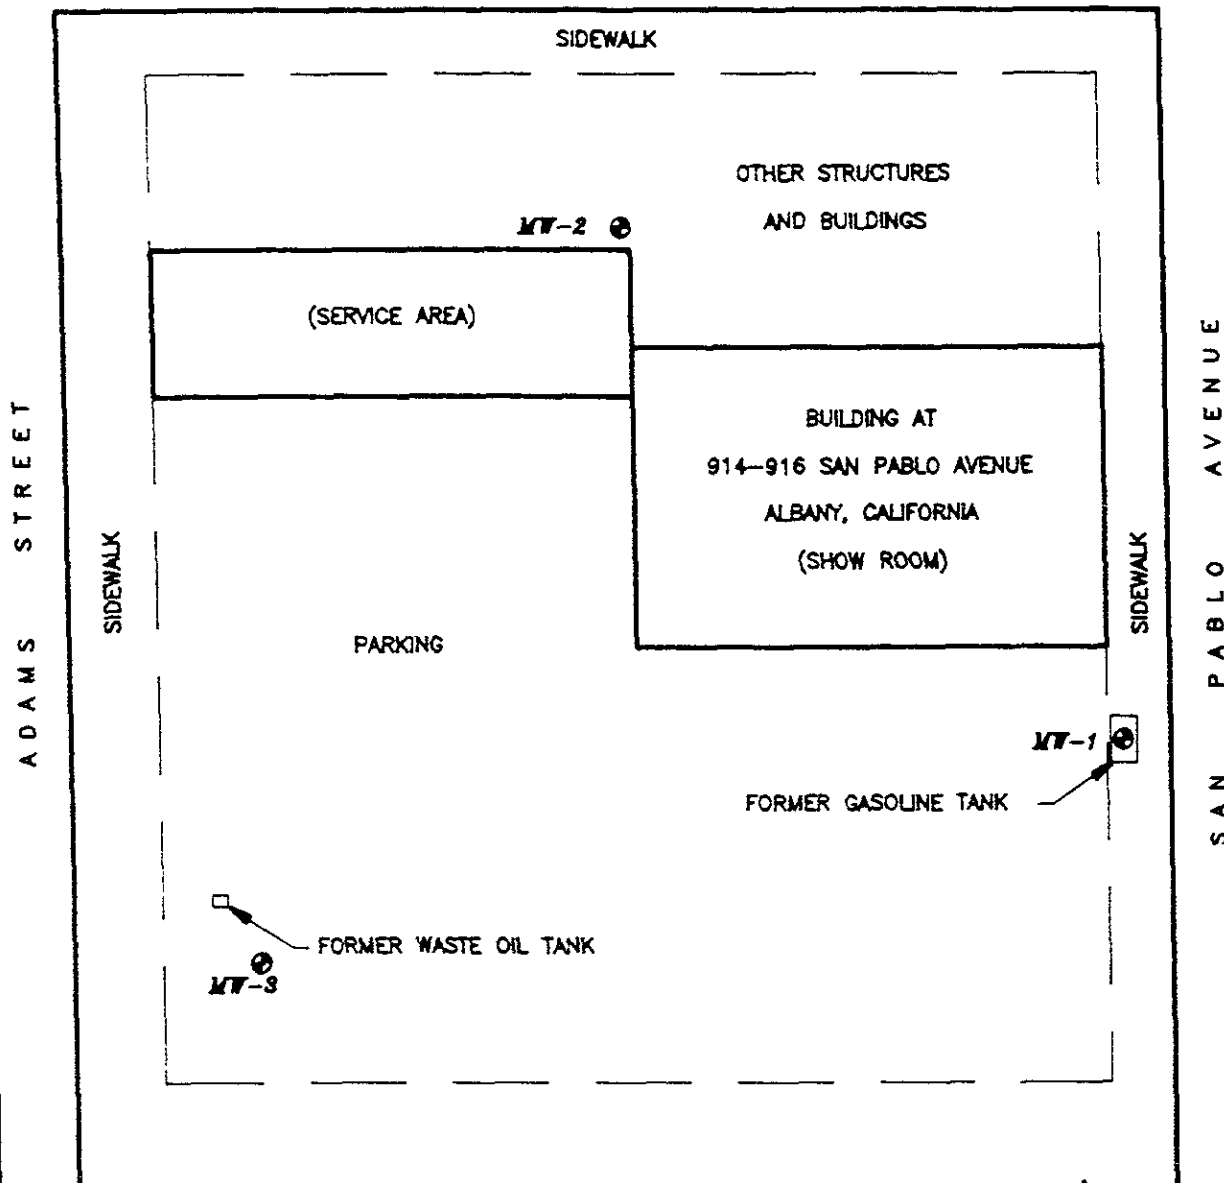 SIDEWALK
OTHER STRUCTURES
AND BUILDINGS
MW-2
(SERVICE AREA)
BUILDING AT
914-916 SAN PABLO AVENUE
ALBANY, CALIFORNIA
(SHOW ROOM)
ADAMS STREET
SIDEWALK
SIDEWALK
SAN PABLO AVENUE
PARKING
MW-1
FORMER GASOLINE TANK
FORMER WASTE OIL TANK
MW-3